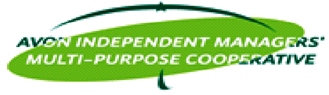 AVON INDEPENDENT MANAGERS'
MULTI-PURPOSE COOPERATIVE